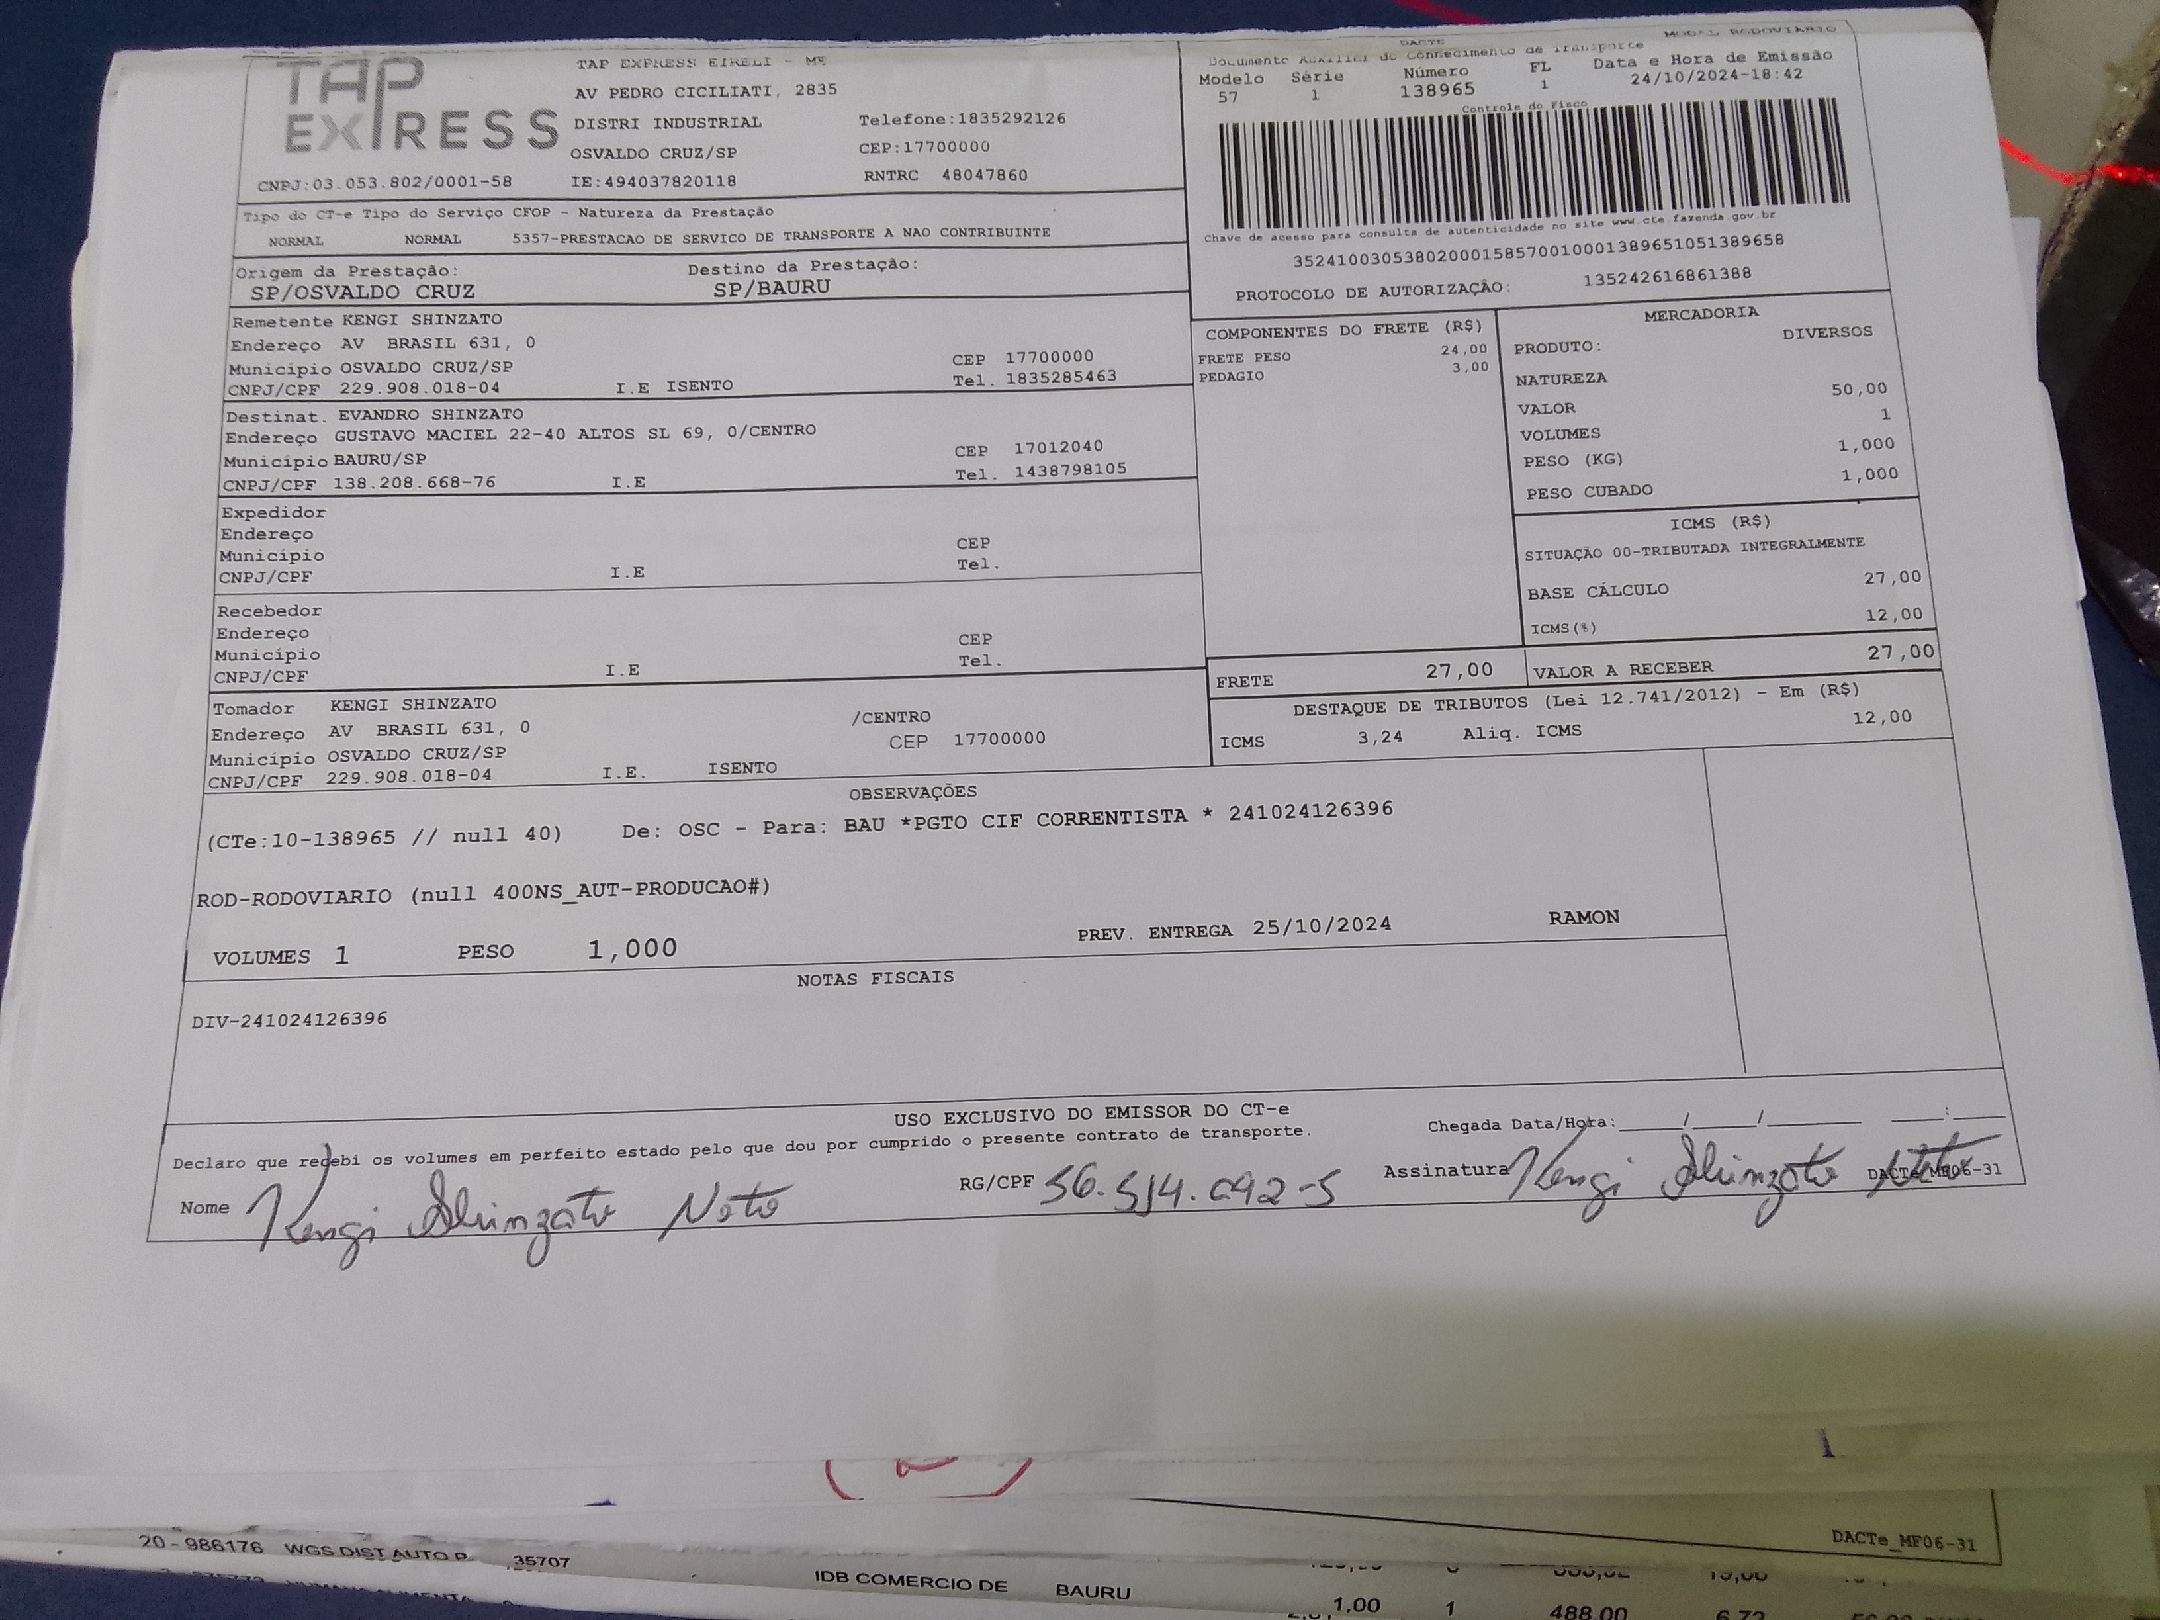 TAP EXPRESS
TAP EXPRESS EIRELI - ME
AV PEDRO CICILIATI, 2835
DISTRI INDUSTRIAL Telefone:1835292126
OSVALDO CRUZ/SP CEP:17700000
CNPJ:03.053.802/0001-58 IE:494037820118 RNTRC 48047860
DACTE MODAL RODOVIARIO
Documento Auxiliar do Conhecimento de Transporte
Modelo Série Número FL Data e Hora de Emissão
57 1 138965 1 24/10/2024-18:42
Controle do Fisco
Chave de acesso para consulta de autenticidade no site www.cte.fazenda.gov.br
35241003053802000158570010001389651051389658
PROTOCOLO DE AUTORIZAÇÃO: 135242616861388
Tipo do CT-e Tipo do Serviço CFOP - Natureza da Prestação
NORMAL NORMAL 5357-PRESTACAO DE SERVICO DE TRANSPORTE A NAO CONTRIBUINTE
Origem da Prestação: Destino da Prestação:
SP/OSVALDO CRUZ SP/BAURU
Remetente KENGI SHINZATO
Endereço AV BRASIL 631, 0
Município OSVALDO CRUZ/SP CEP 17700000
CNPJ/CPF 229.908.018-04 I.E ISENTO Tel. 1835285463
Destinat. EVANDRO SHINZATO
Endereço GUSTAVO MACIEL 22-40 ALTOS SL 69, 0/CENTRO
Município BAURU/SP CEP 17012040
CNPJ/CPF 138.208.668-76 I.E Tel. 1438798105
Expedidor
Endereço
Município CEP
CNPJ/CPF I.E Tel.
Recebedor
Endereço
Município CEP
CNPJ/CPF I.E Tel.
Tomador KENGI SHINZATO
Endereço AV BRASIL 631, 0 /CENTRO
Município OSVALDO CRUZ/SP CEP 17700000
CNPJ/CPF 229.908.018-04 I.E. ISENTO
COMPONENTES DO FRETE (R$)
FRETE PESO 24,00
PEDAGIO 3,00
MERCADORIA
PRODUTO: DIVERSOS
NATUREZA
VALOR 50,00
VOLUMES 1
PESO (KG) 1,000
PESO CUBADO 1,000
ICMS (R$)
SITUAÇÃO 00-TRIBUTADA INTEGRALMENTE
BASE CÁLCULO 27,00
ICMS(%) 12,00
FRETE 27,00 VALOR A RECEBER 27,00
DESTAQUE DE TRIBUTOS (Lei 12.741/2012) - Em (R$)
ICMS 3,24 Aliq. ICMS 12,00
OBSERVAÇÕES
(CTe:10-138965 // null 40) De: OSC - Para: BAU *PGTO CIF CORRENTISTA * 241024126396
ROD-RODOVIARIO (null 400NS_AUT-PRODUCAO#)
VOLUMES 1 PESO 1,000 PREV. ENTREGA 25/10/2024 RAMON
NOTAS FISCAIS
DIV-241024126396
USO EXCLUSIVO DO EMISSOR DO CT-e
Declaro que recebi os volumes em perfeito estado pelo que dou por cumprido o presente contrato de transporte. Chegada Data/Hora:____/____/____ ___:___
Nome Kengi Shinzato Neto RG/CPF 56.514.092-5 Assinatura Kengi Shinzato Neto DACTe_MF06-31
DACTe_MF06-31
20-986176 WGS DIST AUTO P 35707
IDB COMERCIO DE BAURU 1,00 1 488,00 6,72